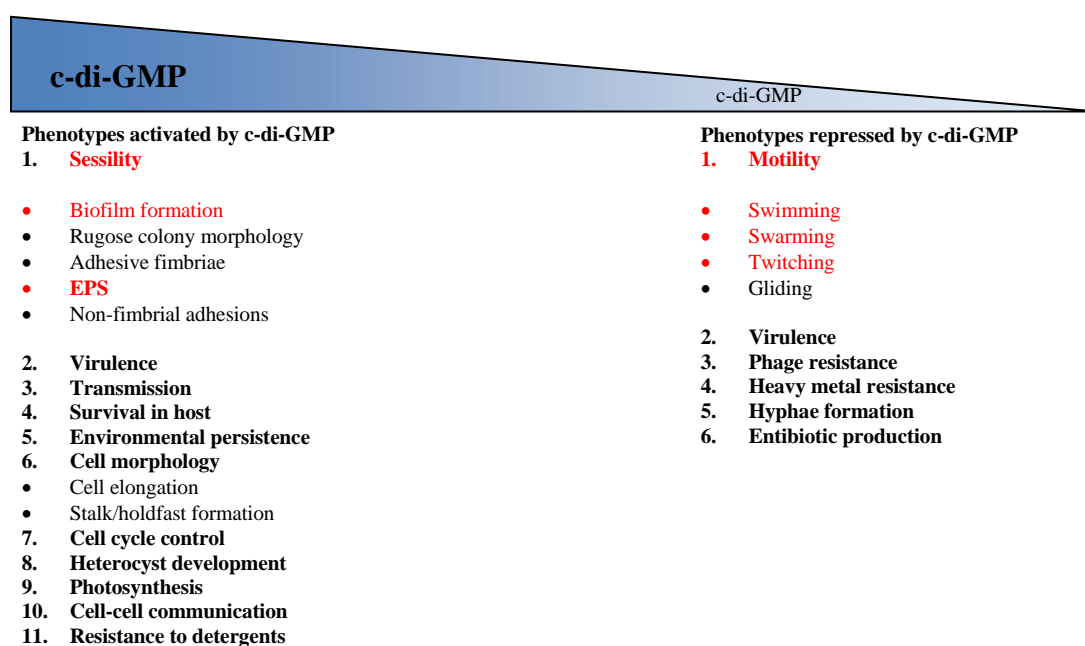 c-di-GMP
c-di-GMP
Phenotypes activated by c-di-GMP
1. Sessility
• Biofilm formation
• Rugose colony morphology
• Adhesive fimbriae
• EPS
• Non-fimbrial adhesions
2. Virulence
3. Transmission
4. Survival in host
5. Environmental persistence
6. Cell morphology
• Cell elongation
• Stalk/holdfast formation
7. Cell cycle control
8. Heterocyst development
9. Photosynthesis
10. Cell-cell communication
11. Resistance to detergents
Phenotypes repressed by c-di-GMP
1. Motility
• Swimming
• Swarming
• Twitching
• Gliding
2. Virulence
3. Phage resistance
4. Heavy metal resistance
5. Hyphae formation
6. Entibiotic production